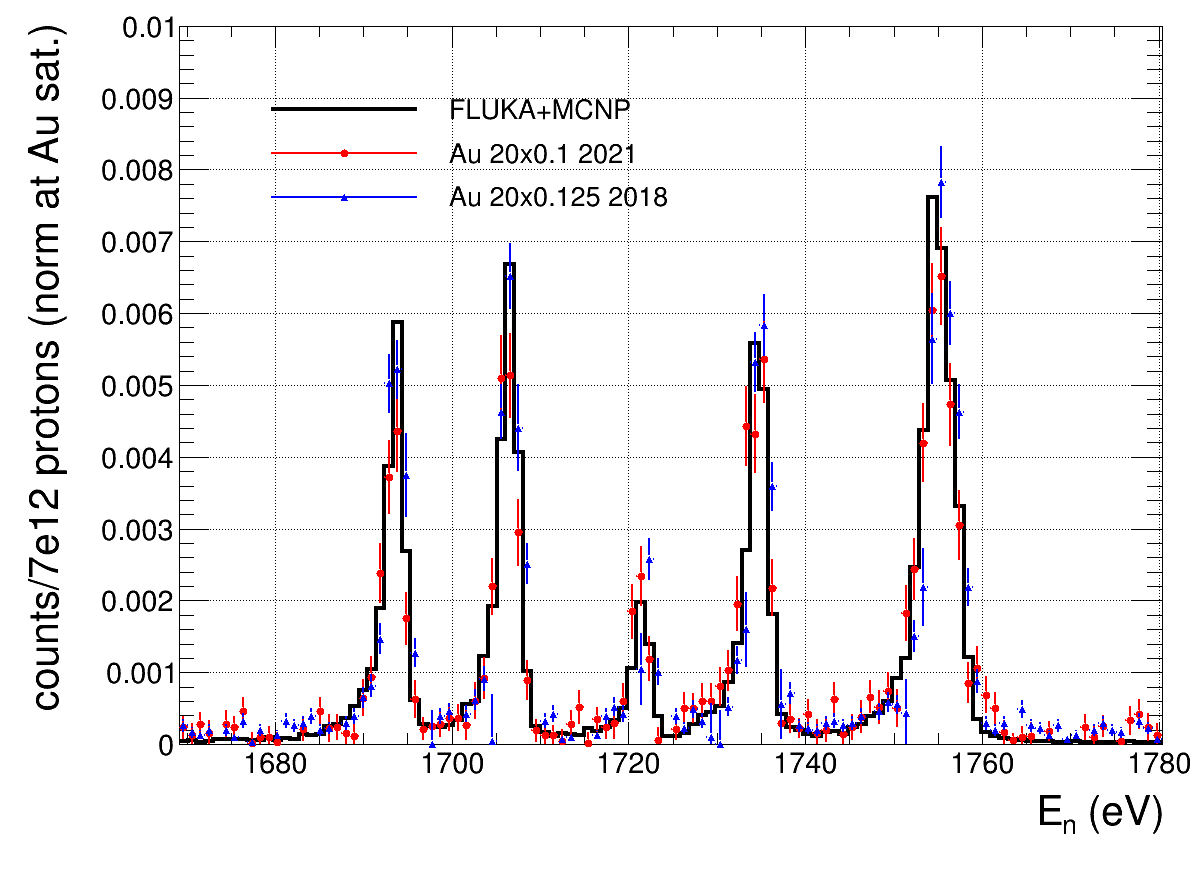 counts/7e12 protons (norm at Au sat.)
0.01
0.009
0.008
0.007
0.006
0.005
0.004
0.003
0.002
0.001
0
FLUKA+MCNP
Au 20x0.1 2021
Au 20x0.125 2018
1680 1700 1720 1740 1760 1780
Eₙ (eV)